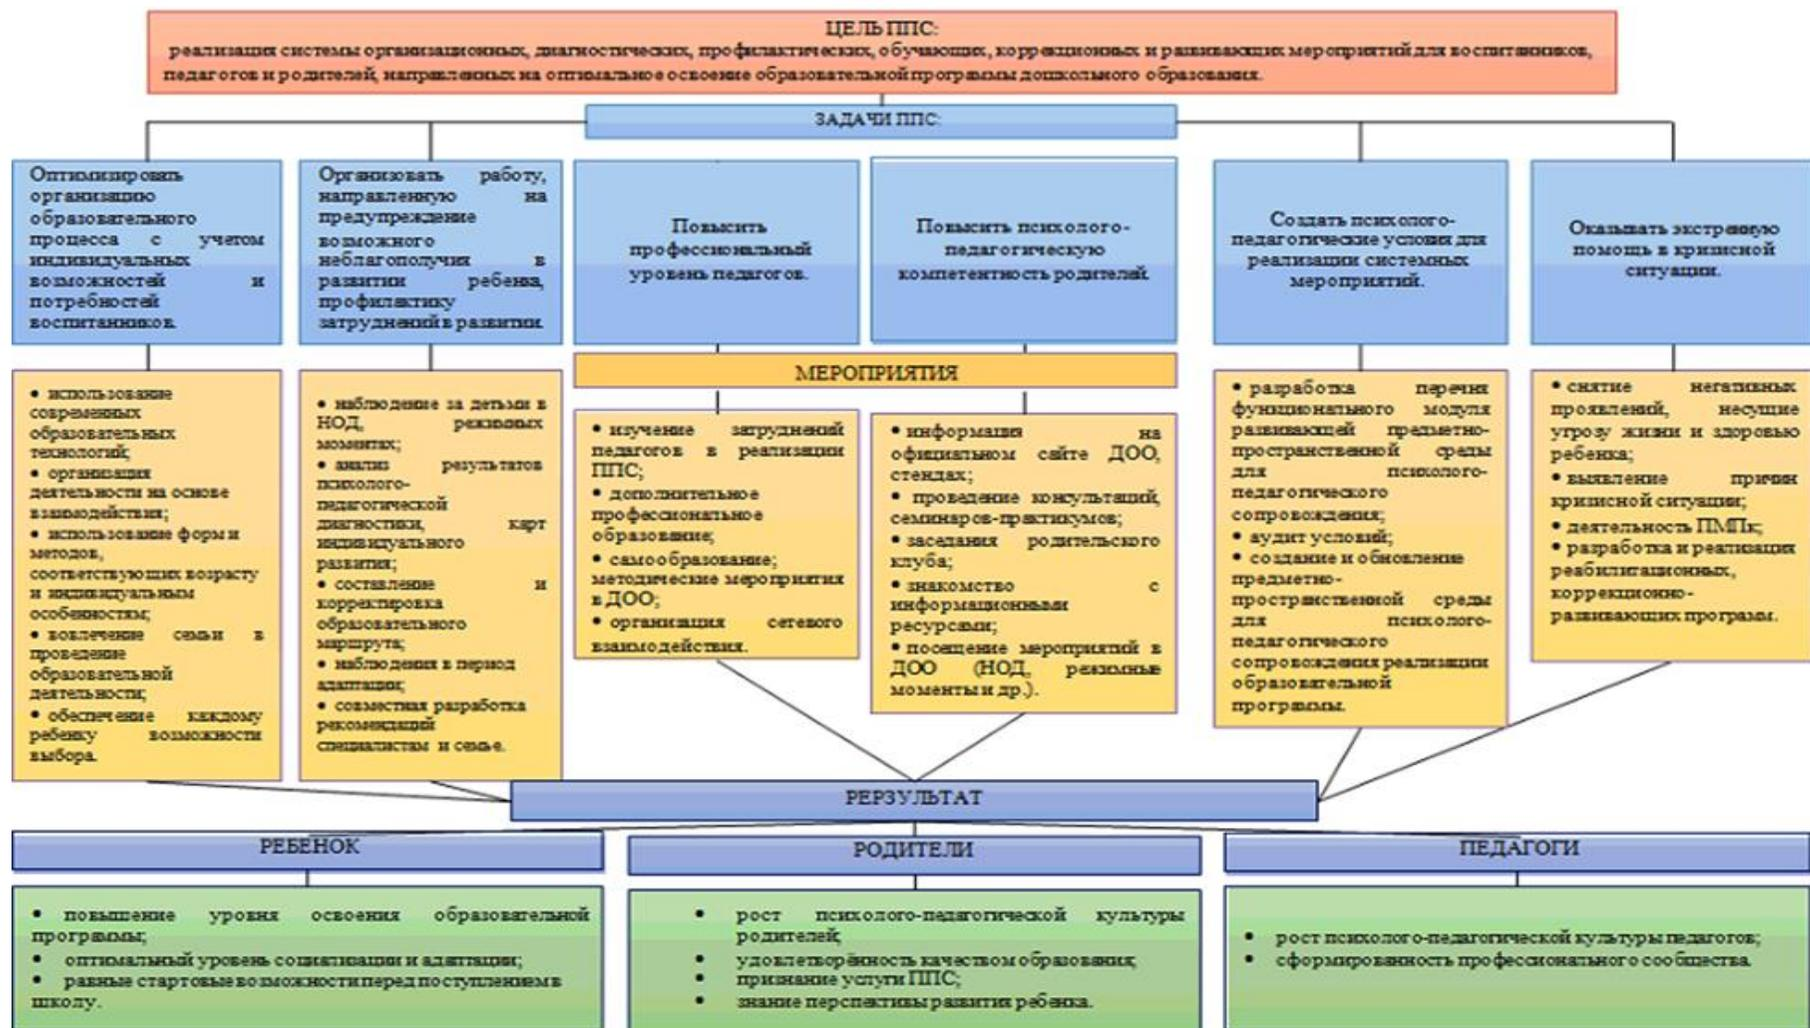 ЦЕЛЬ ППС:
реализация системы организационных, диагностических, профилактических, обучающих, коррекционных и развивающих мероприятий для воспитанников,
педагогов и родителей, направленных на оптимальное освоение образовательной программы дошкольного образования.
ЗАДАЧИ ППС:
Оптимизировать
организацию
образовательного
процесса с учетом
индивидуальных
возможностей и
потребностей
воспитанников.
Организовать работу,
направленную на
предупреждение
возможного
неблагополучия в
развитии ребенка,
профилактику
затруднений в развитии.
Повысить
профессиональный
уровень педагогов.
Повысить психолого-
педагогическую
компетентность родителей.
Создать психолого-
педагогические условия для
реализации системных
мероприятий.
Оказывать экстренную
помощь в кризисной
ситуации.
МЕРОПРИЯТИЯ
• использование
современных
образовательных
технологий;
• организация
деятельности на основе
взаимодействия;
• использование форм и
методов,
соответствующих возрасту
и индивидуальным
особенностям;
• вовлечение семьи в
проведение
образовательной
деятельности;
• обеспечение каждому
ребенку возможности
выбора.
• наблюдение за детьми в
НОД, режимных
моментах;
• анализ результатов
психолого-
педагогической
диагностики, карт
индивидуального
развития;
• составление и
корректировка
образовательного
маршрута;
• наблюдения в период
адаптации;
• совместная разработка
рекомендаций
специалистам и семье.
• изучение затруднений
педагогов в реализации
ППС;
• дополнительное
профессиональное
образование;
• самообразование;
методические мероприятия
в ДОО;
• организация сетевого
взаимодействия.
• информация на
официальном сайте ДОО,
стендах;
• проведение консультаций,
семинаров-практикумов;
• заседания родительского
клуба;
• знакомство с
информационными
ресурсами;
• посещение мероприятий в
ДОО (НОД, режимные
моменты и др.).
• разработка перечня
функционального модуля
развивающей предметно-
пространственной среды
для психолого-
педагогического
сопровождения;
• аудит условий;
• создание и обновление
предметно-
пространственной среды
для психолого-
педагогического
сопровождения реализации
образовательной
программы.
• снятие негативных
проявлений, несущие
угрозу жизни и здоровью
ребенка;
• выявление причин
кризисной ситуации;
• деятельность ПМПк;
• разработка и реализация
реабилитационных,
коррекционно-
развивающих программ.
РЕРЗУЛЬТАТ
РЕБЕНОК
• повышение уровня освоения образовательной
программы;
• оптимальный уровень социализации и адаптации;
• равные стартовые возможности перед поступлением в
школу.
РОДИТЕЛИ
• рост психолого-педагогической культуры
родителей;
• удовлетворённость качеством образования;
• признание услуги ППС;
• знание перспективы развития ребенка.
ПЕДАГОГИ
• рост психолого-педагогической культуры педагогов;
• сформированность профессионального сообщества.